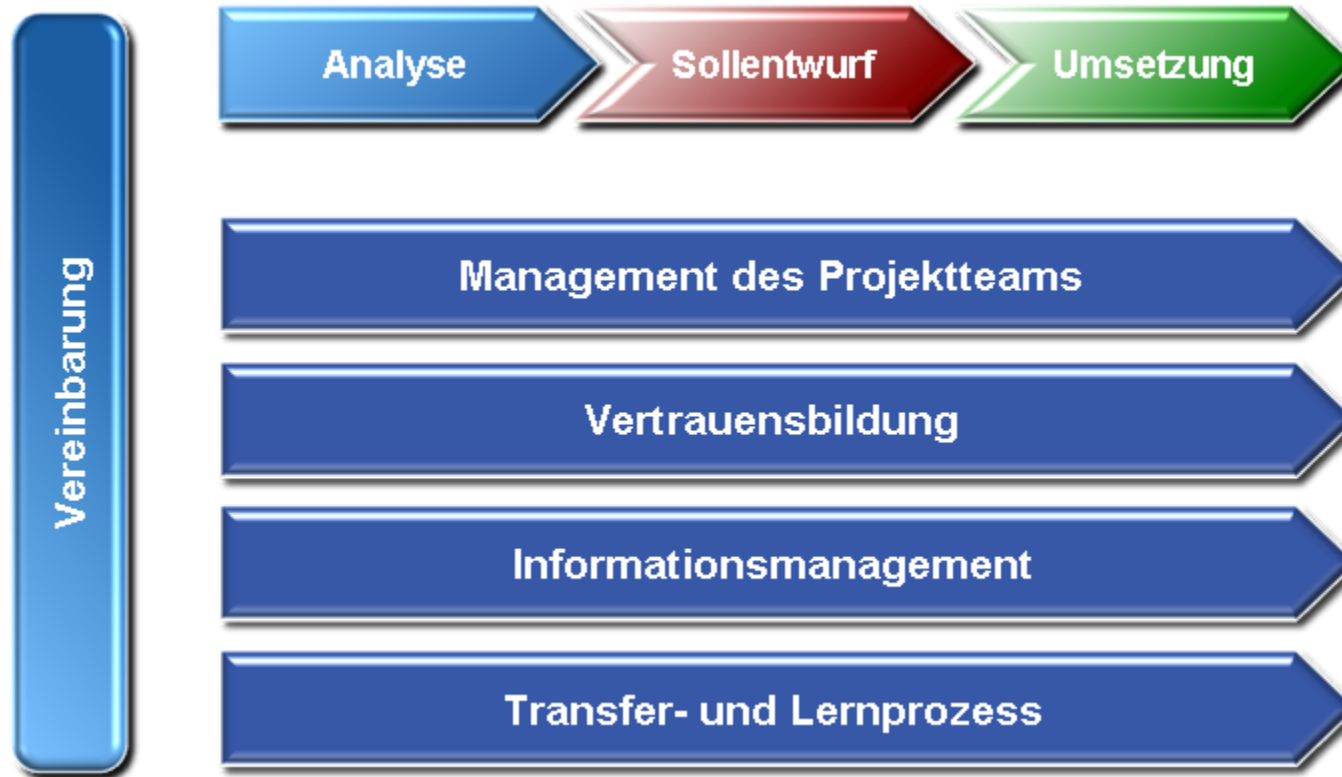 Vereinbarung
Analyse
Sollentwurf
Umsetzung
Management des Projektteams
Vertrauensbildung
Informationsmanagement
Transfer- und Lernprozess